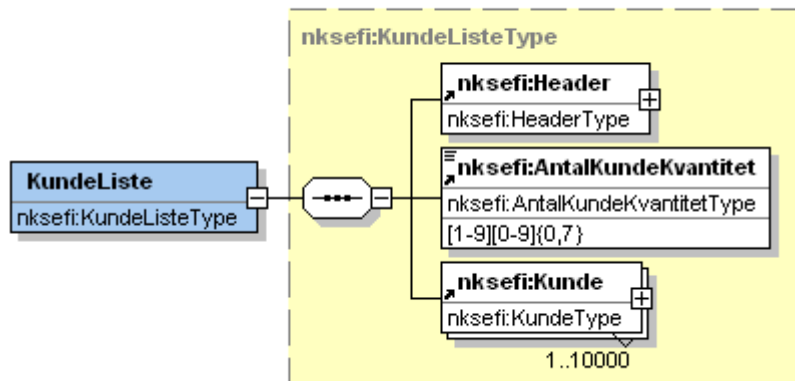 nksefi:KundeListeType
nksefi:Header
nksefi:HeaderType
KundeListe
nksefi:KundeListeType
nksefi:AntalKundeKvantitet
nksefi:AntalKundeKvantitetType
[1-9][0-9]{0,7}
nksefi:Kunde
nksefi:KundeType
1..10000